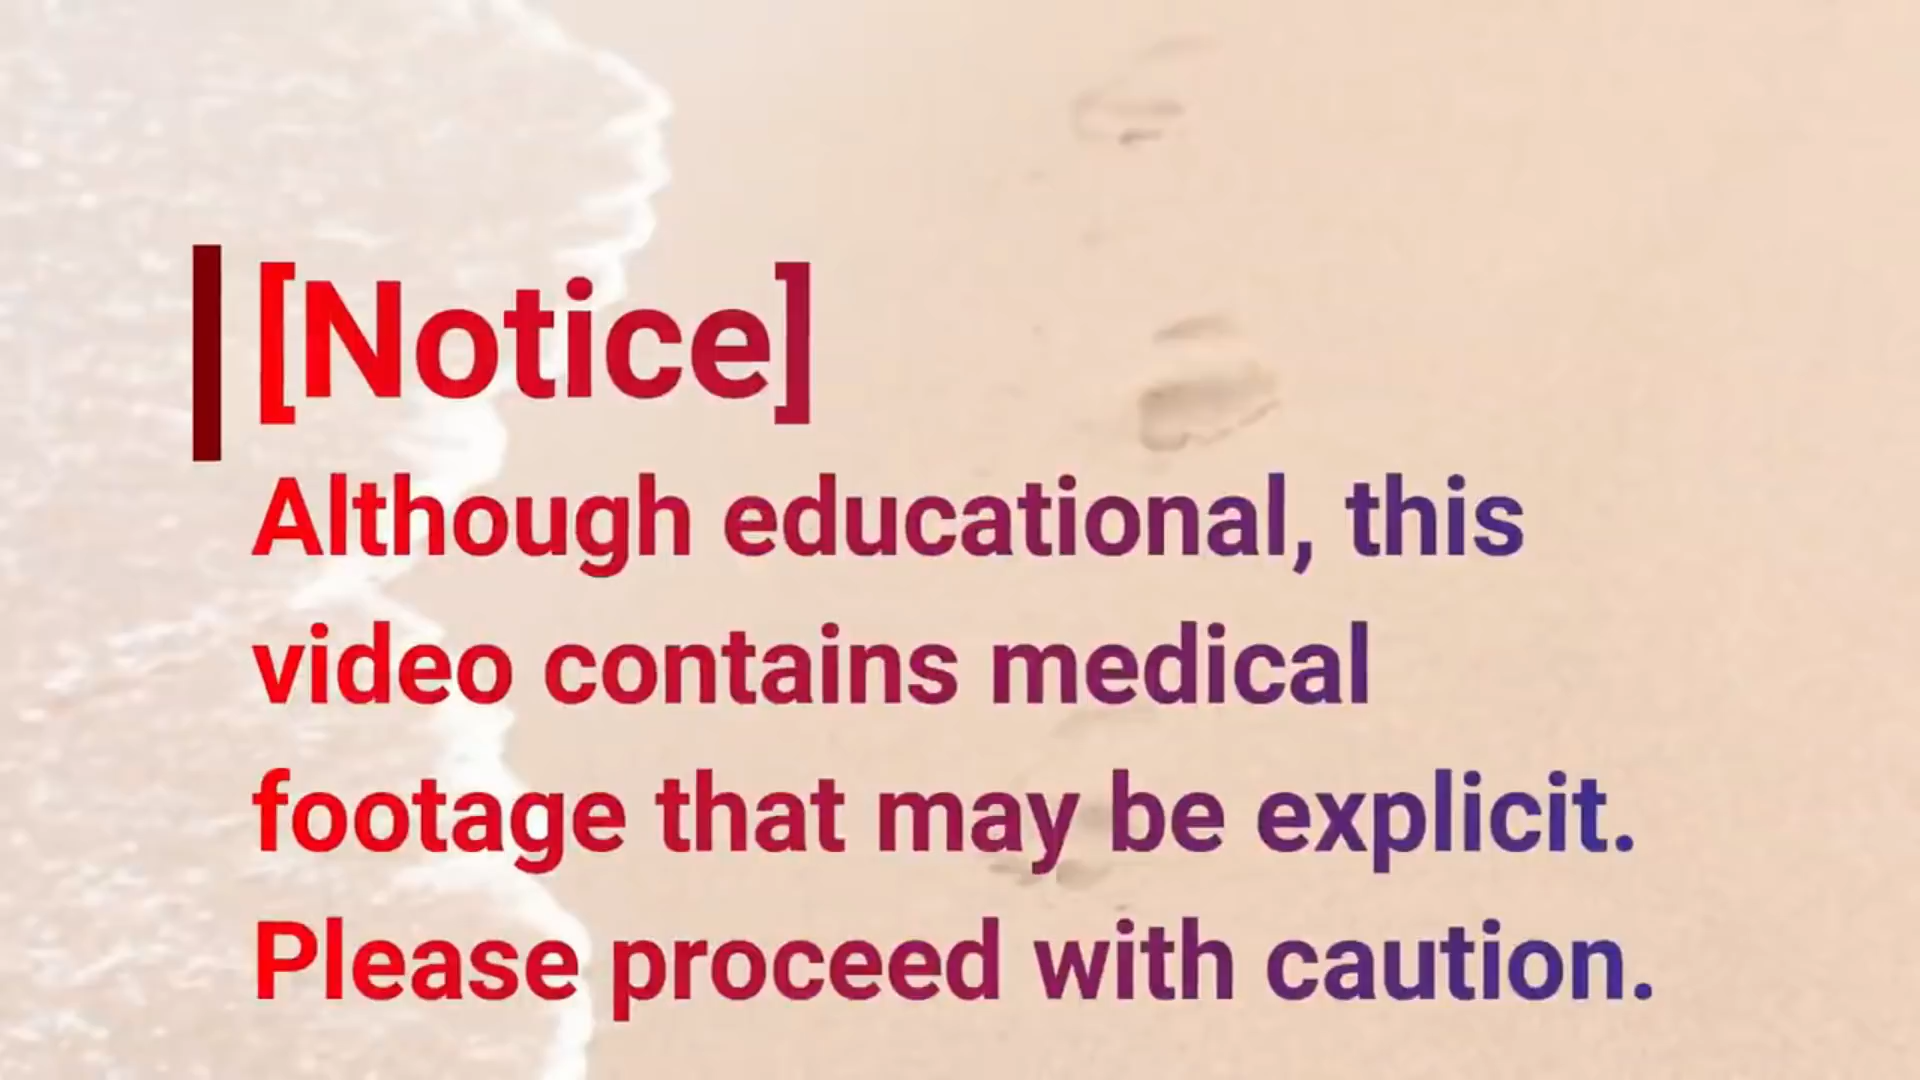 [Notice]
Although educational, this
video contains medical
footage that may be explicit.
Please proceed with caution.